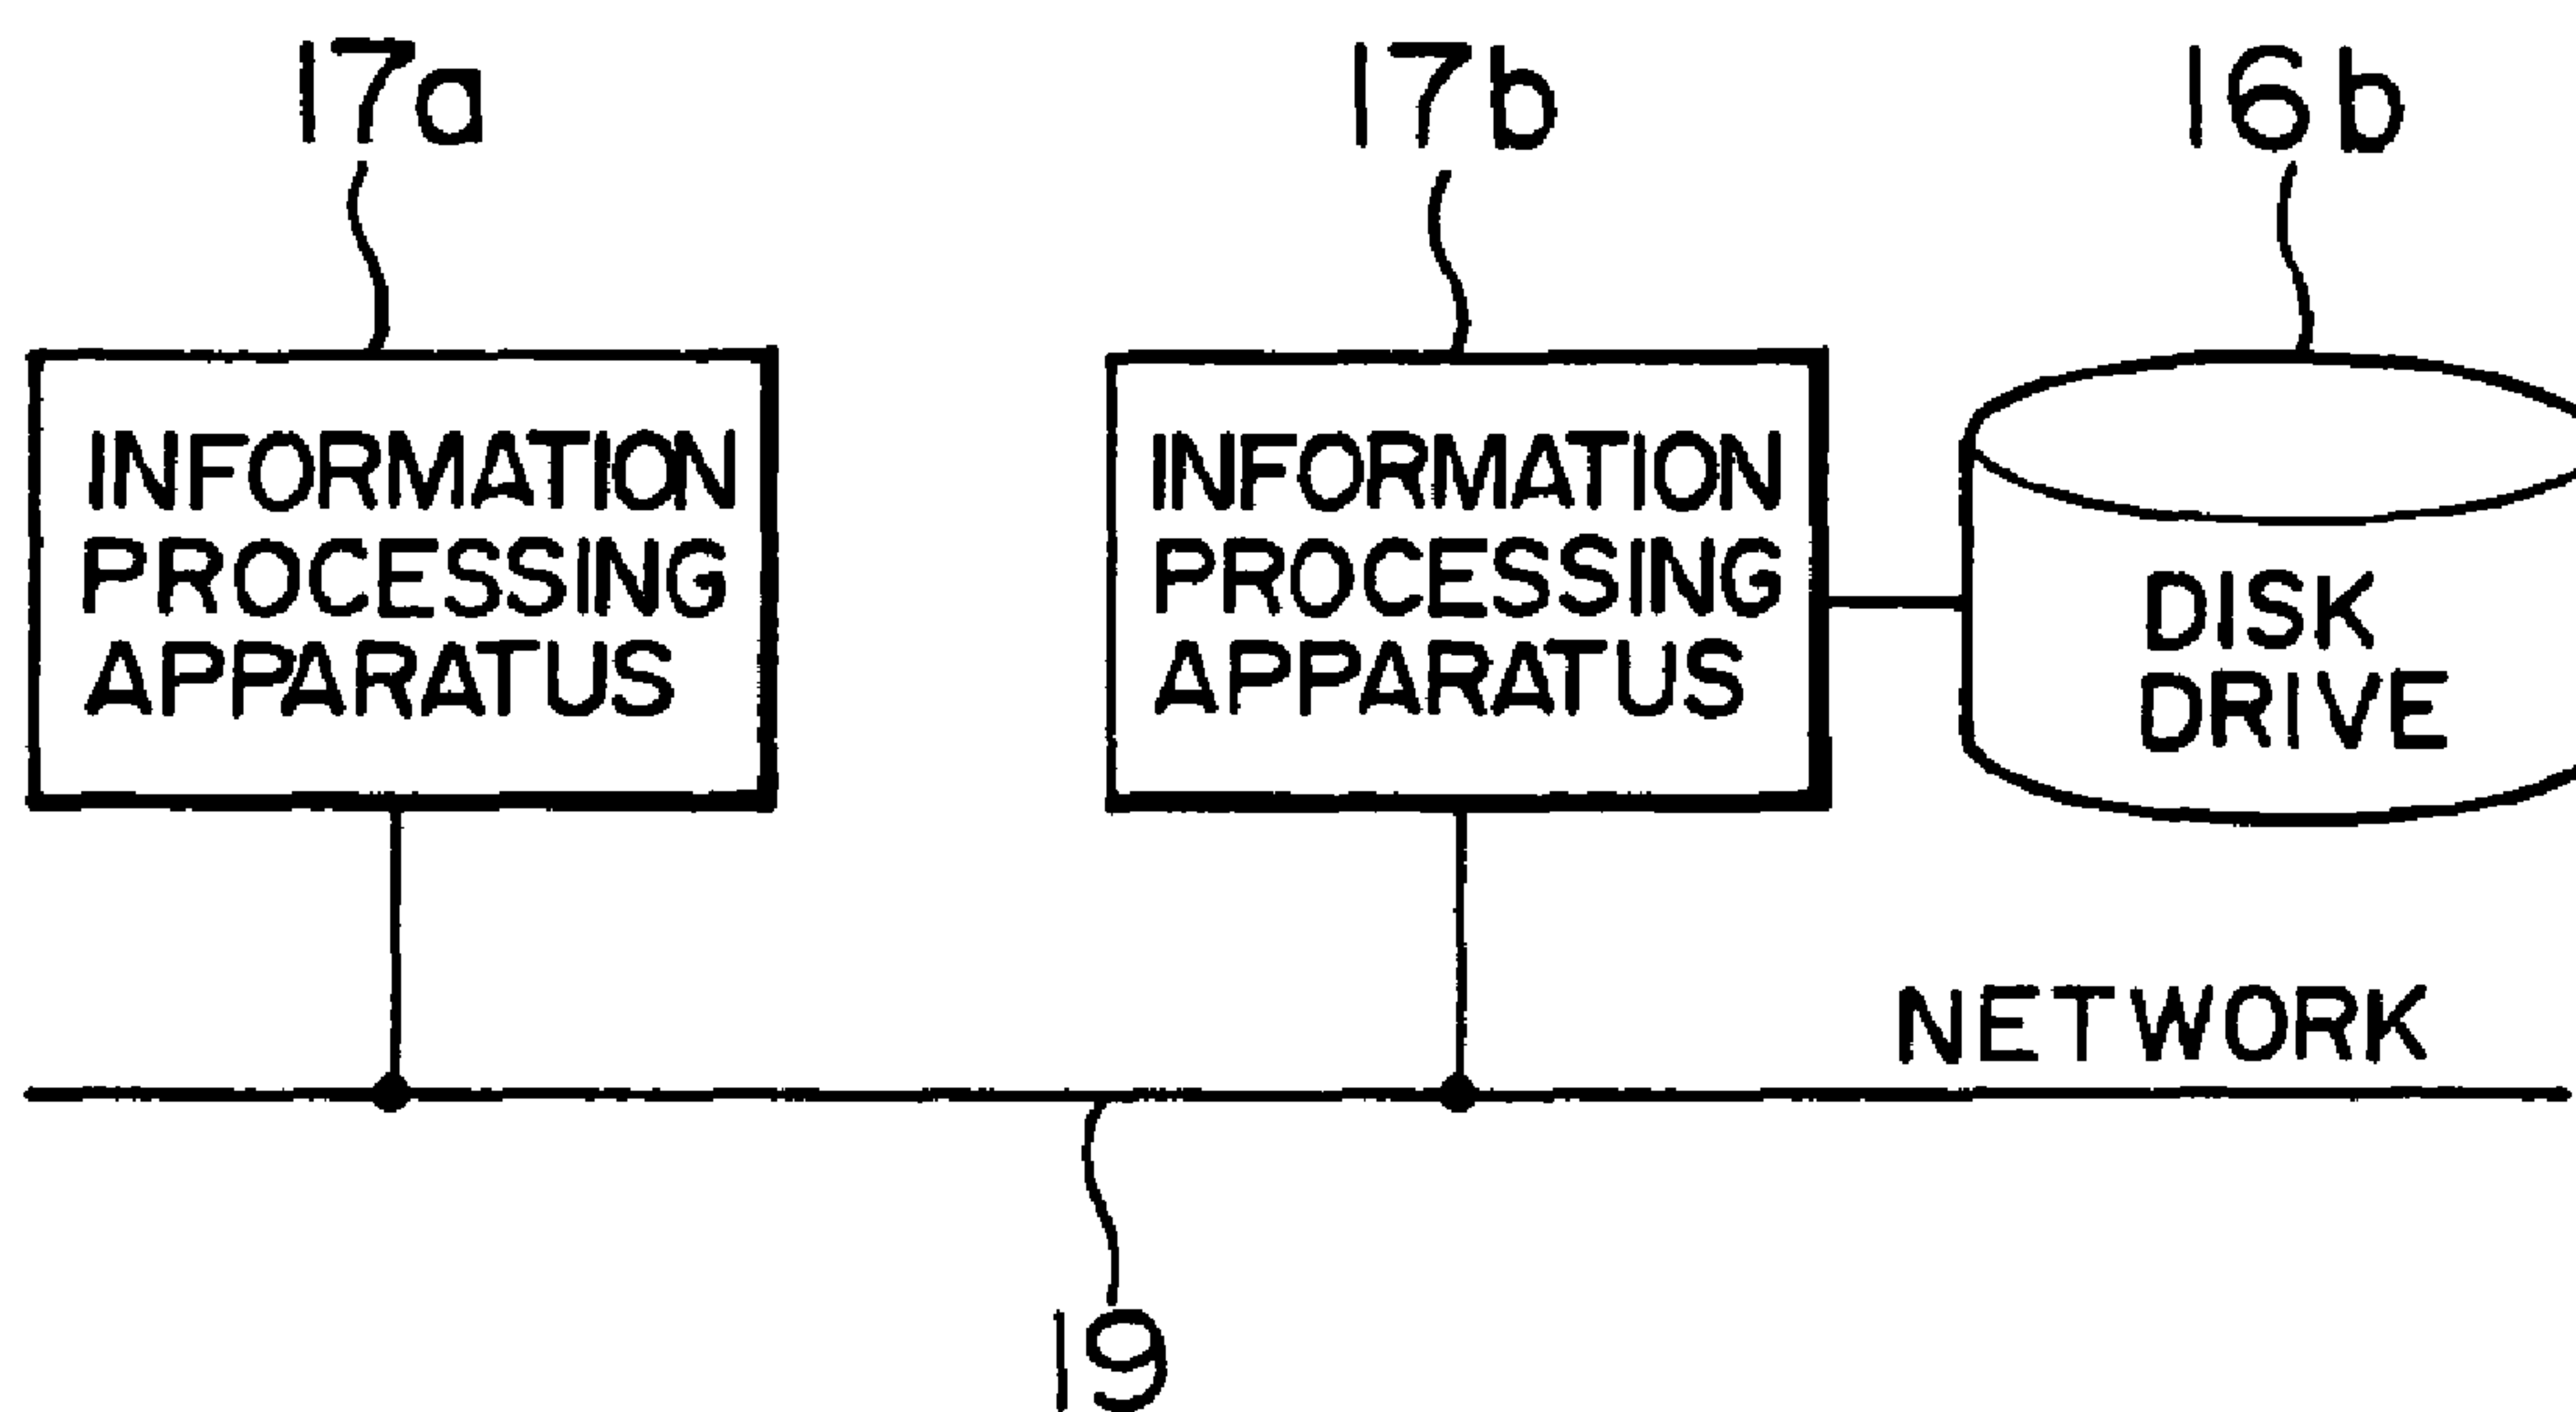 17a
17b
16b
INFORMATION
PROCESSING
APPARATUS
INFORMATION
PROCESSING
APPARATUS
DISK
DRIVE
NETWORK
19